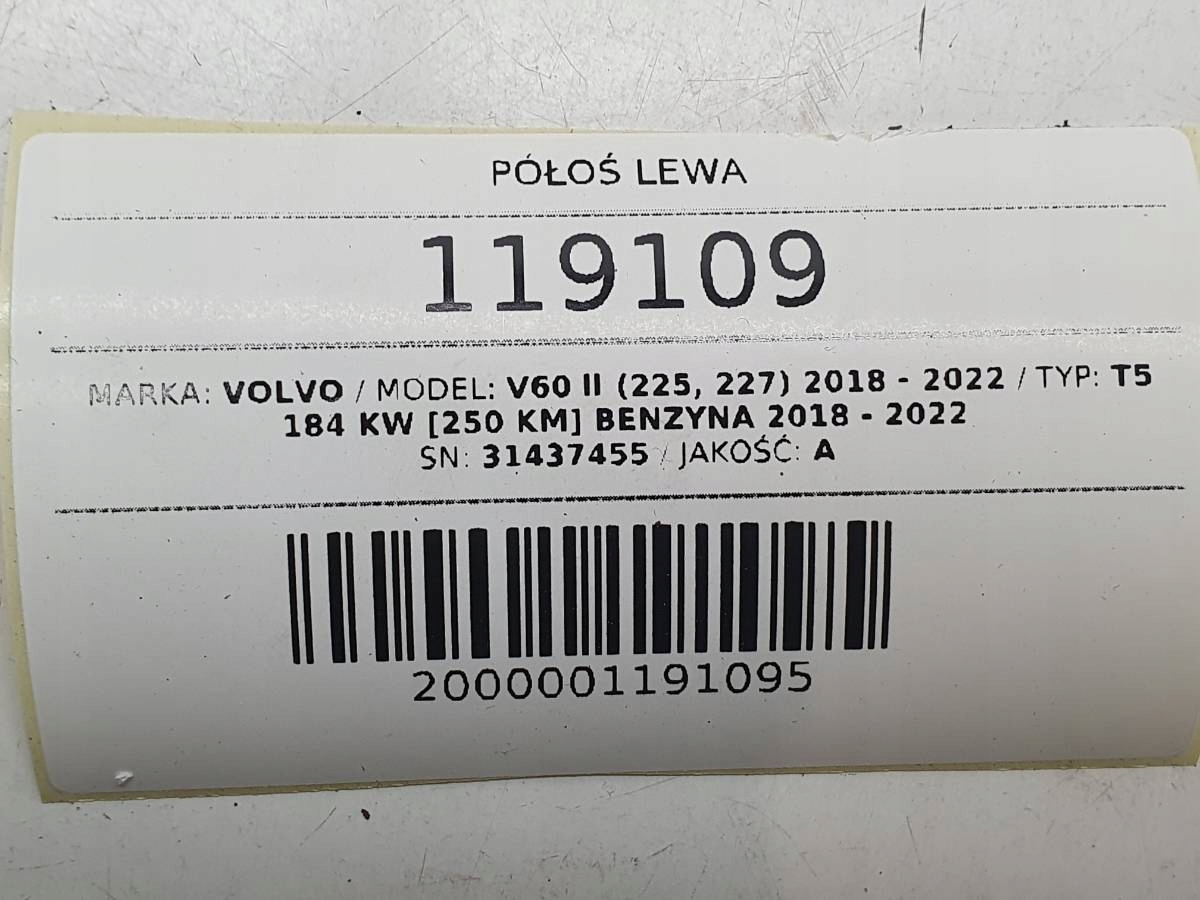 PÓŁOŚ LEWA
119109
MARKA: VOLVO / MODEL: V60 II (225, 227) 2018 - 2022 / TYP: T5
184 KW [250 KM] BENZYNA 2018 - 2022
SN: 31437455 / JAKOŚĆ: A
2000001191095